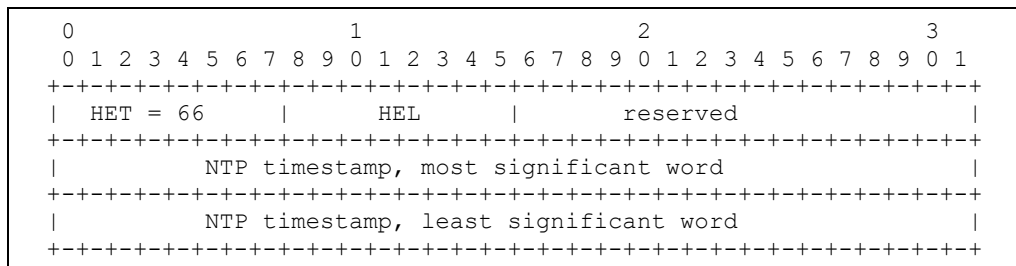 0                   1                   2                   3
0 1 2 3 4 5 6 7 8 9 0 1 2 3 4 5 6 7 8 9 0 1 2 3 4 5 6 7 8 9 0 1
+-+-+-+-+-+-+-+-+-+-+-+-+-+-+-+-+-+-+-+-+-+-+-+-+-+-+-+-+-+-+-+-+
|  HET = 66     |      HEL      |       reserved                |
+-+-+-+-+-+-+-+-+-+-+-+-+-+-+-+-+-+-+-+-+-+-+-+-+-+-+-+-+-+-+-+-+
|          NTP timestamp, most significant word                 |
+-+-+-+-+-+-+-+-+-+-+-+-+-+-+-+-+-+-+-+-+-+-+-+-+-+-+-+-+-+-+-+-+
|          NTP timestamp, least significant word                |
+-+-+-+-+-+-+-+-+-+-+-+-+-+-+-+-+-+-+-+-+-+-+-+-+-+-+-+-+-+-+-+-+